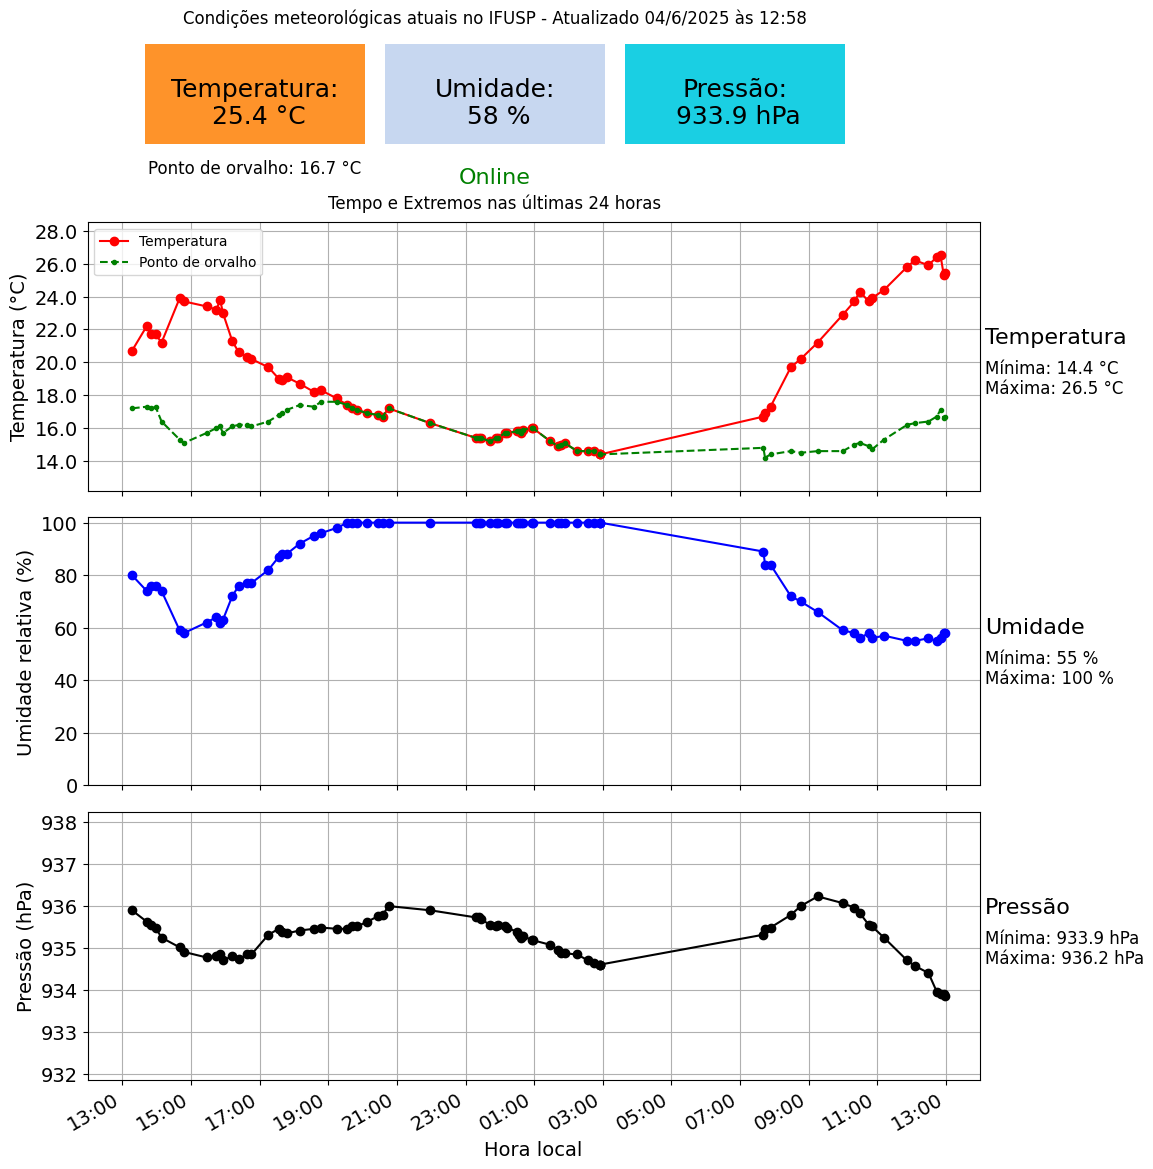 Condições meteorológicas atuais no IFUSP - Atualizado 04/6/2025 às 12:58
Temperatura:
25.4 °C
Umidade:
58 %
Pressão:
933.9 hPa
Ponto de orvalho: 16.7 °C
Online
Tempo e Extremos nas últimas 24 horas
Temperatura (°C)
28.0
26.0
24.0
22.0
20.0
18.0
16.0
14.0
Temperatura
Ponto de orvalho
Temperatura
Mínima: 14.4 °C
Máxima: 26.5 °C
Umidade relativa (%)
100
80
60
40
20
0
Umidade
Mínima: 55 %
Máxima: 100 %
Pressão (hPa)
938
937
936
935
934
933
932
Pressão
Mínima: 933.9 hPa
Máxima: 936.2 hPa
13:00 15:00 17:00 19:00 21:00 23:00 01:00 03:00 05:00 07:00 09:00 11:00 13:00
Hora local